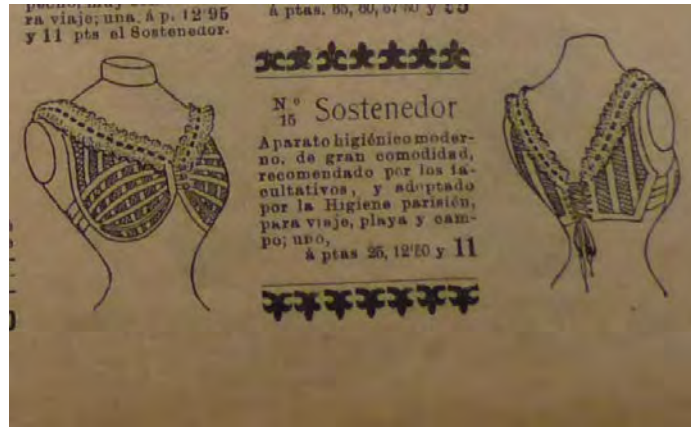 ra viaje; una, á p. 12'95
y 11 pts el Sostenedor.
á ptas.
Nº 15 Sostenedor
Aparato higiénico moder-
no, de gran comodidad,
recomendado por los fa-
cultativos, y adoptado
por la Higiene parisién,
para viaje, playa y cam-
po; uno,
á ptas 25, 12'50 y 11